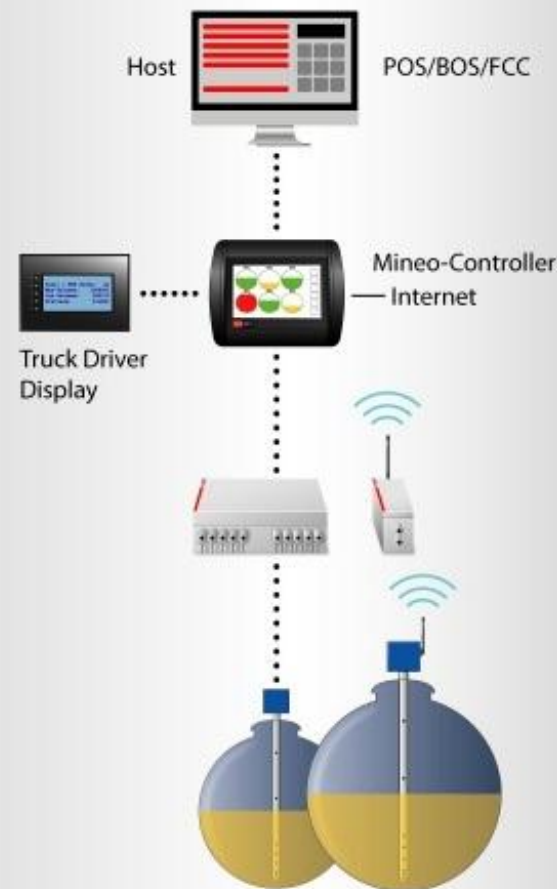 Host
POS/BOS/FCC
Mineo-Controller
Internet
Truck Driver
Display